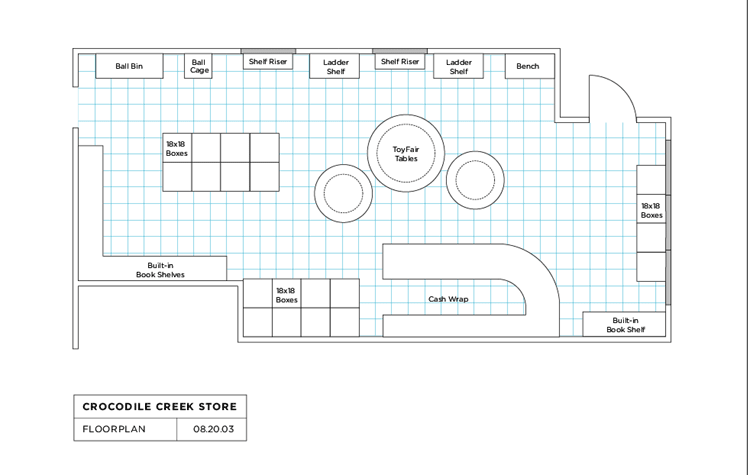 Ball Bin
Ball
Cage
Shelf Riser
Ladder
Shelf
Shelf Riser
Ladder
Shelf
Bench
18x18
Boxes
ToyFair
Tables
18x18
Boxes
Built-in
Book Shelves
18x18
Boxes
Cash Wrap
Built-in
Book Shelf
CROCODILE CREEK STORE
FLOORPLAN 08.20.03